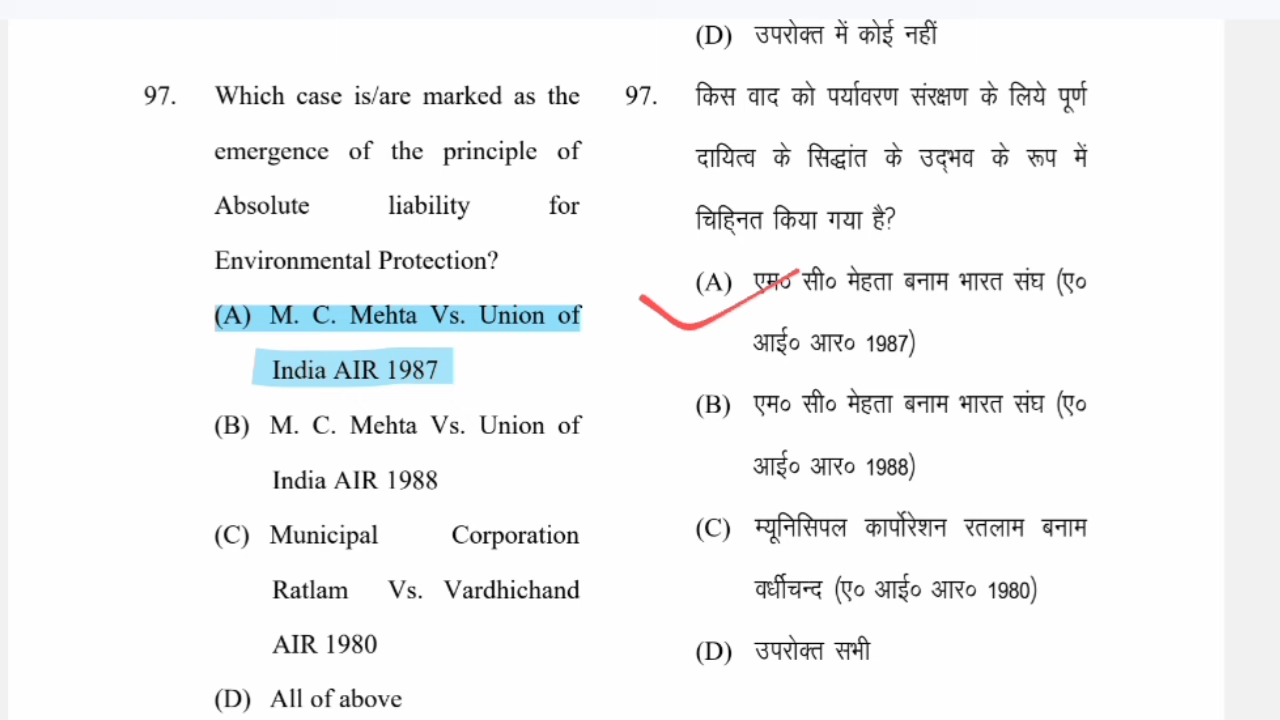 (D) उपरोक्त में कोई नहीं
97. Which case is/are marked as the
emergence of the principle of
Absolute liability for
Environmental Protection?
(A) M. C. Mehta Vs. Union of
India AIR 1987
(B) M. C. Mehta Vs. Union of
India AIR 1988
(C) Municipal Corporation
Ratlam Vs. Vardhichand
AIR 1980
(D) All of above
97. किस वाद को पर्यावरण संरक्षण के लिये पूर्ण
दायित्व के सिद्धांत के उद्भव के रूप में
चिह्नित किया गया है?
(A) एम० सी० मेहता बनाम भारत संघ (ए०
आई० आर० 1987)
(B) एम० सी० मेहता बनाम भारत संघ (ए०
आई० आर० 1988)
(C) म्यूनिसिपल कार्पोरेशन रतलाम बनाम
वर्धीचन्द (ए० आई० आर० 1980)
(D) उपरोक्त सभी